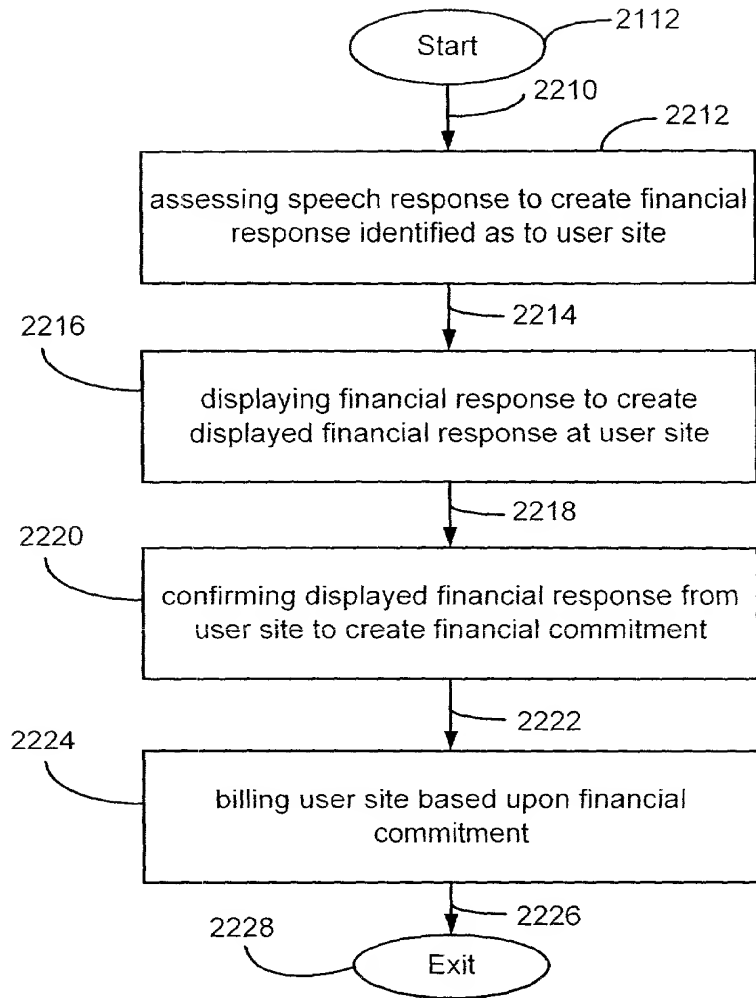 Start
2112
2210
2212
assessing speech response to create financial
response identified as to user site
2214
2216
displaying financial response to create
displayed financial response at user site
2218
2220
confirming displayed financial response from
user site to create financial commitment
2222
2224
billing user site based upon financial
commitment
2226
2228
Exit